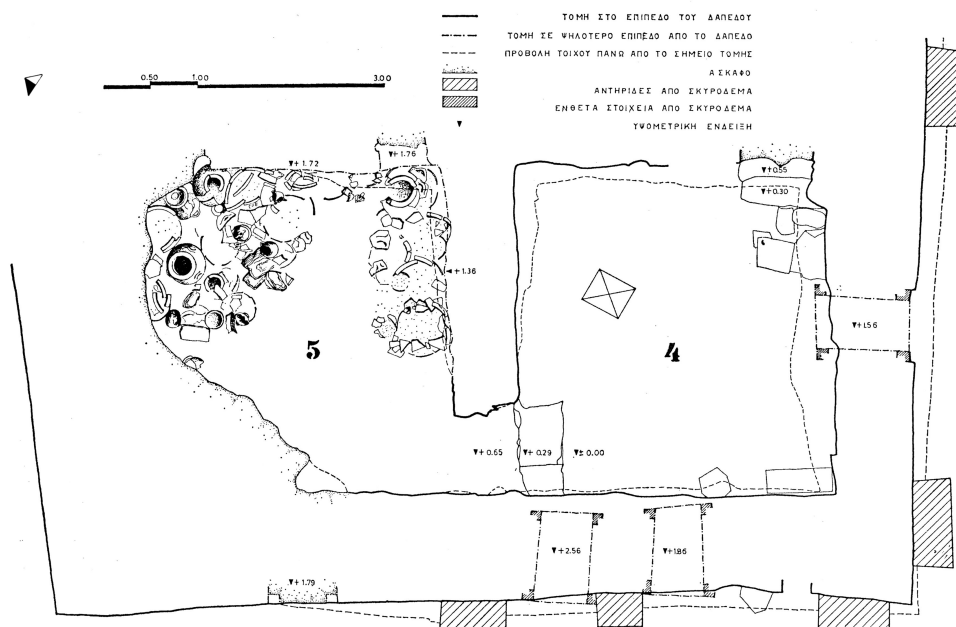 ΤΟΜΗ ΣΤΟ ΕΠΙΠΕΔΟ ΤΟΥ ΔΑΠΕΔΟΥ
ΤΟΜΗ ΣΕ ΨΗΛΟΤΕΡΟ ΕΠΙΠΕΔΟ ΑΠΟ ΤΟ ΔΑΠΕΔΟ
ΠΡΟΒΟΛΗ ΤΟΙΧΟΥ ΠΑΝΩ ΑΠΟ ΤΟ ΣΗΜΕΙΟ ΤΟΜΗΣ
ΑΣΚΑΦΟ
ΑΝΤΗΡΙΔΕΣ ΑΠΟ ΣΚΥΡΟΔΕΜΑ
ΕΝΘΕΤΑ ΣΤΟΙΧΕΙΑ ΑΠΟ ΣΚΥΡΟΔΕΜΑ
ΥΨΟΜΕΤΡΙΚΗ ΕΝΔΕΙΞΗ
0.50 1.00 3.00
▼+1.72
▼+1.76
▼+0.55
▼+0.30
◄+1.36
▼+1.56
5
4
▼+0.65
▼+0.29
▼±0.00
▼+2.56
▼+1.86
▼+1.79